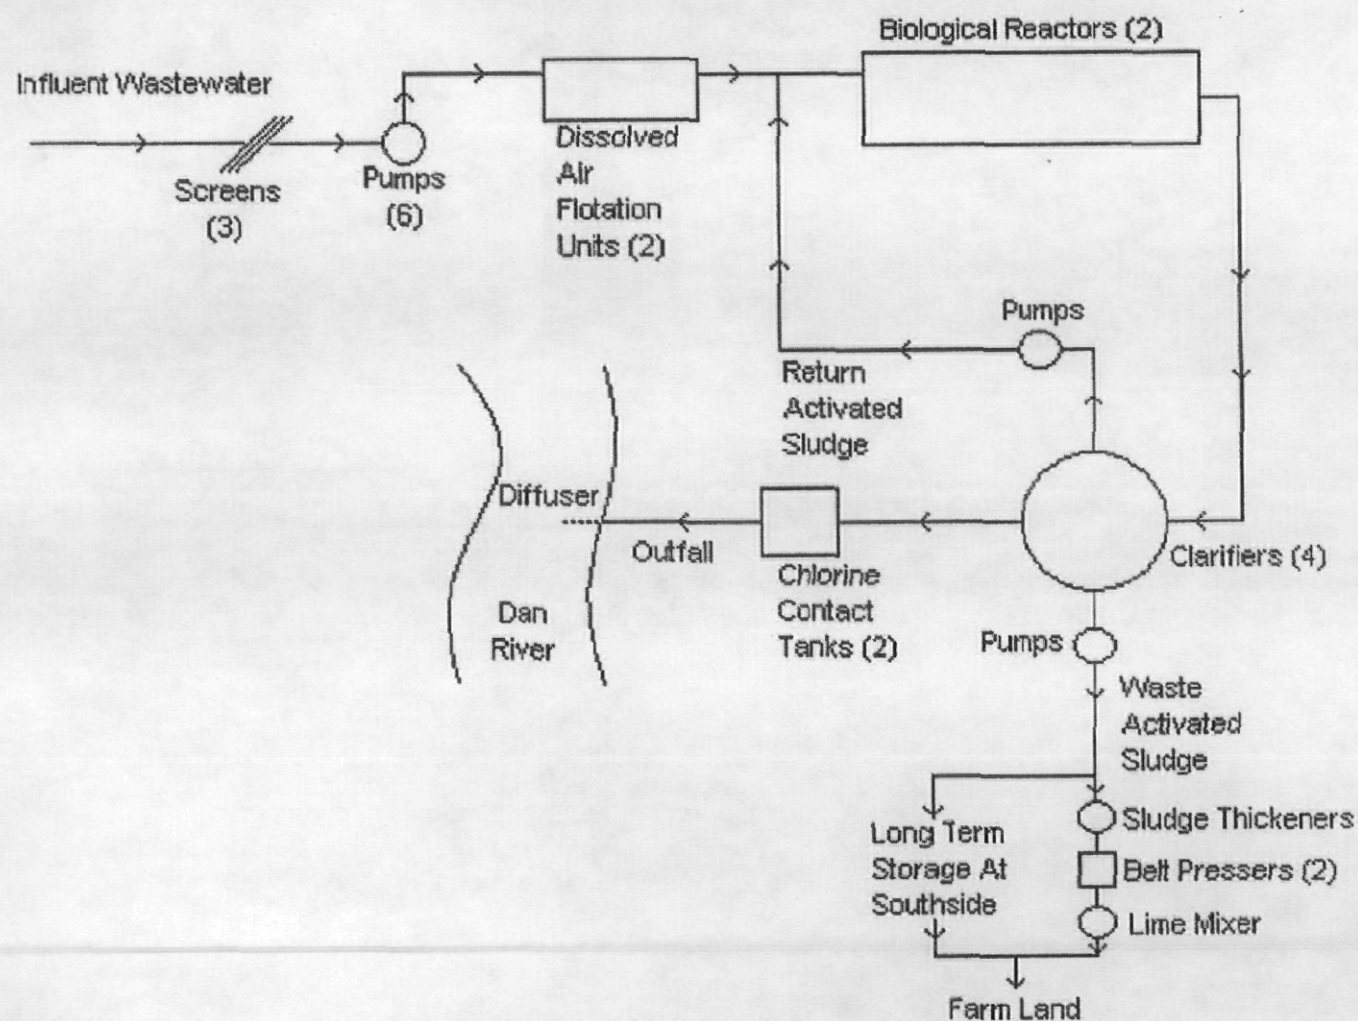 Biological Reactors (2)
Influent Wastewater
Screens
(3)
Pumps
(6)
Dissolved
Air
Flotation
Units (2)
Pumps
Return
Activated
Sludge
Diffuser
Outfall
Chlorine
Contact
Tanks (2)
Clarifiers (4)
Dan
River
Pumps
Waste
Activated
Sludge
Long Term
Storage At
Southside
Sludge Thickeners
Belt Pressers (2)
Lime Mixer
Farm Land